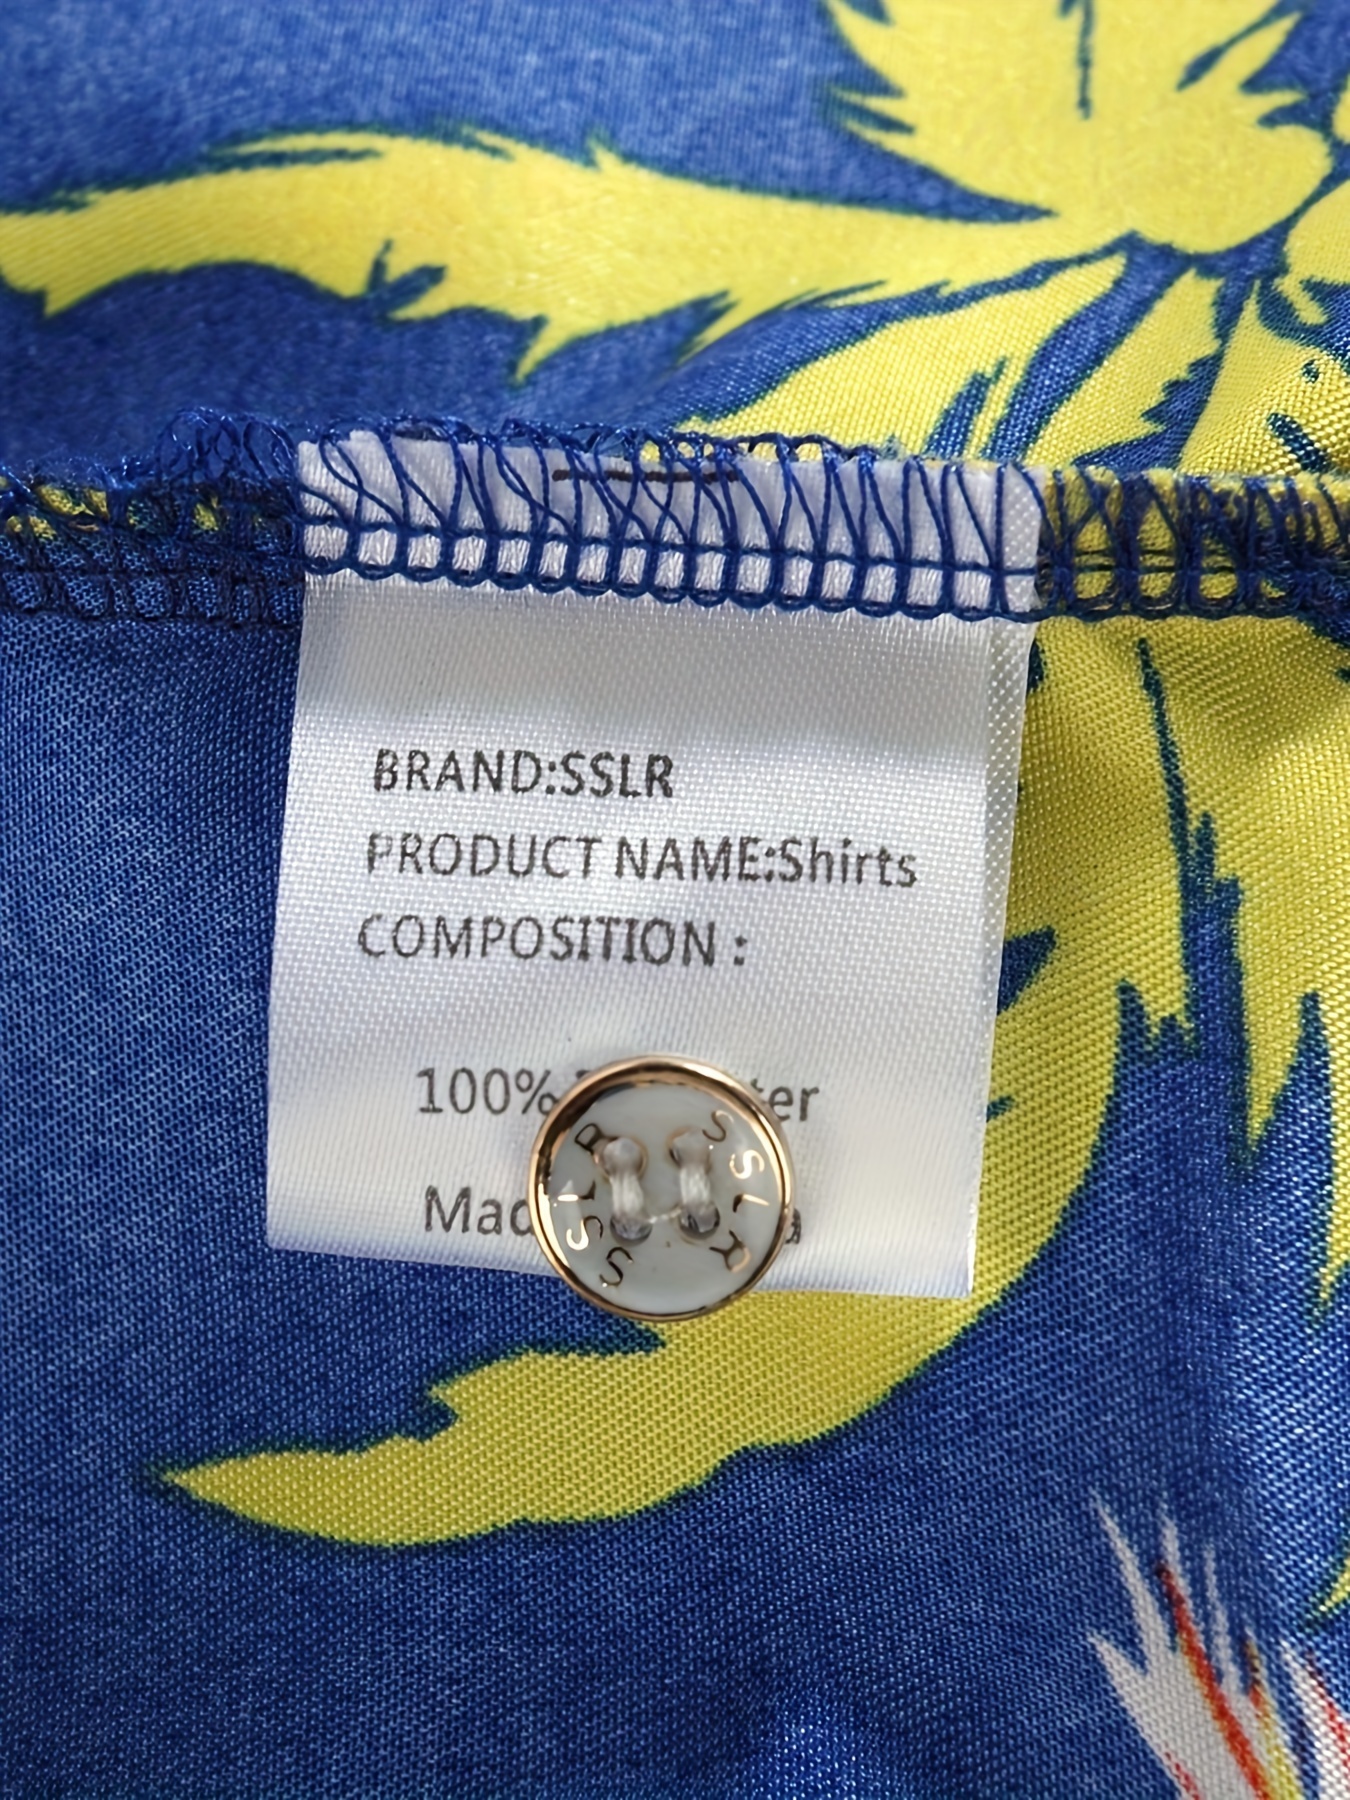 BRAND:SSLR
PRODUCT NAME:Shirts
COMPOSITION :
100%
SSLR
SSLR